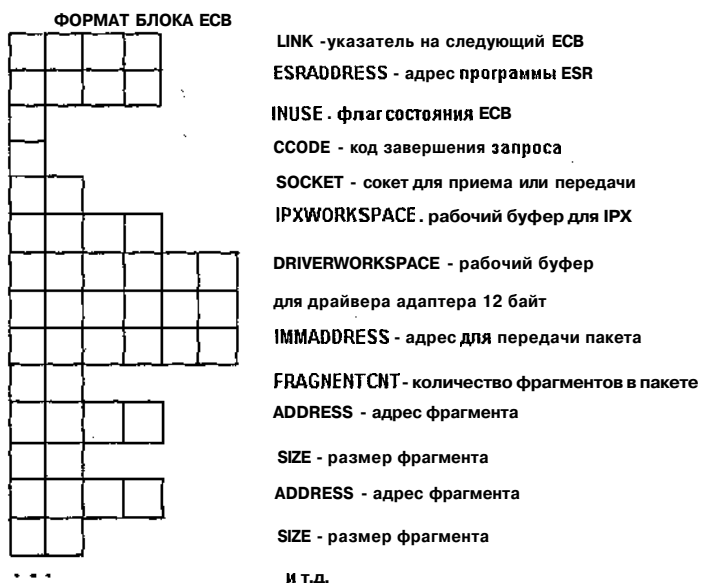 ФОРМАТ БЛОКА ECB
LINK -указатель на следующий ECB
ESRADDRESS - адрес программы ESR
INUSE . флаг состояния ECB
CCODE - код завершения запроса
SOCKET - сокет для приема или передачи
IPXWORKSPACE . рабочий буфер для IPX
DRIVERWORKSPACE - рабочий буфер
для драйвера адаптера 12 байт
IMMADDRESS - адрес для передачи пакета
FRAGNENTCNT - количество фрагментов в пакете
ADDRESS - адрес фрагмента
SIZE - размер фрагмента
ADDRESS - адрес фрагмента
SIZE - размер фрагмента
. . . и т.д.